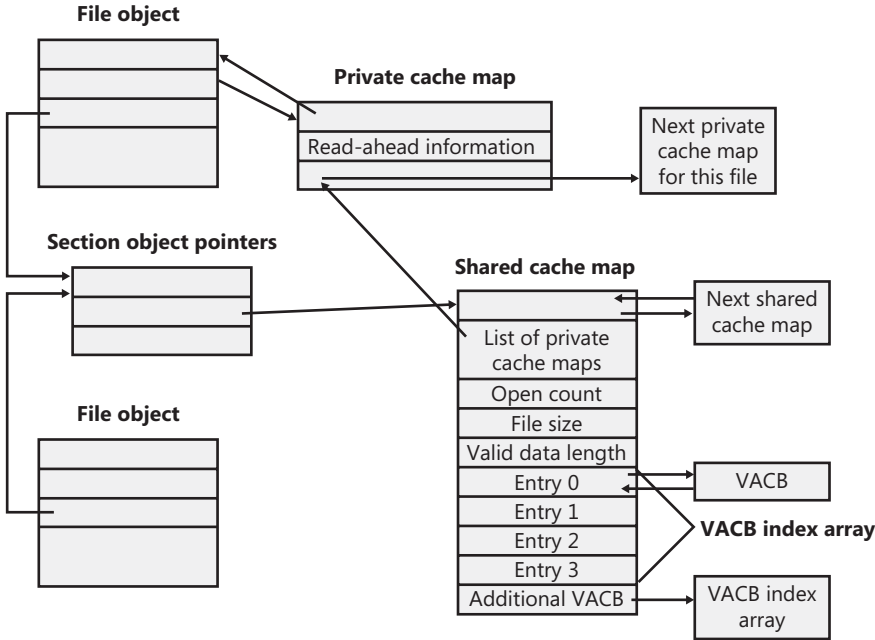 File object
Private cache map
Read-ahead information
Next private
cache map
for this file
Section object pointers
Shared cache map
Next shared
cache map
List of private
cache maps
Open count
File size
Valid data length
File object
Entry 0
VACB
Entry 1
VACB index array
Entry 2
Entry 3
Additional VACB
VACB index
array